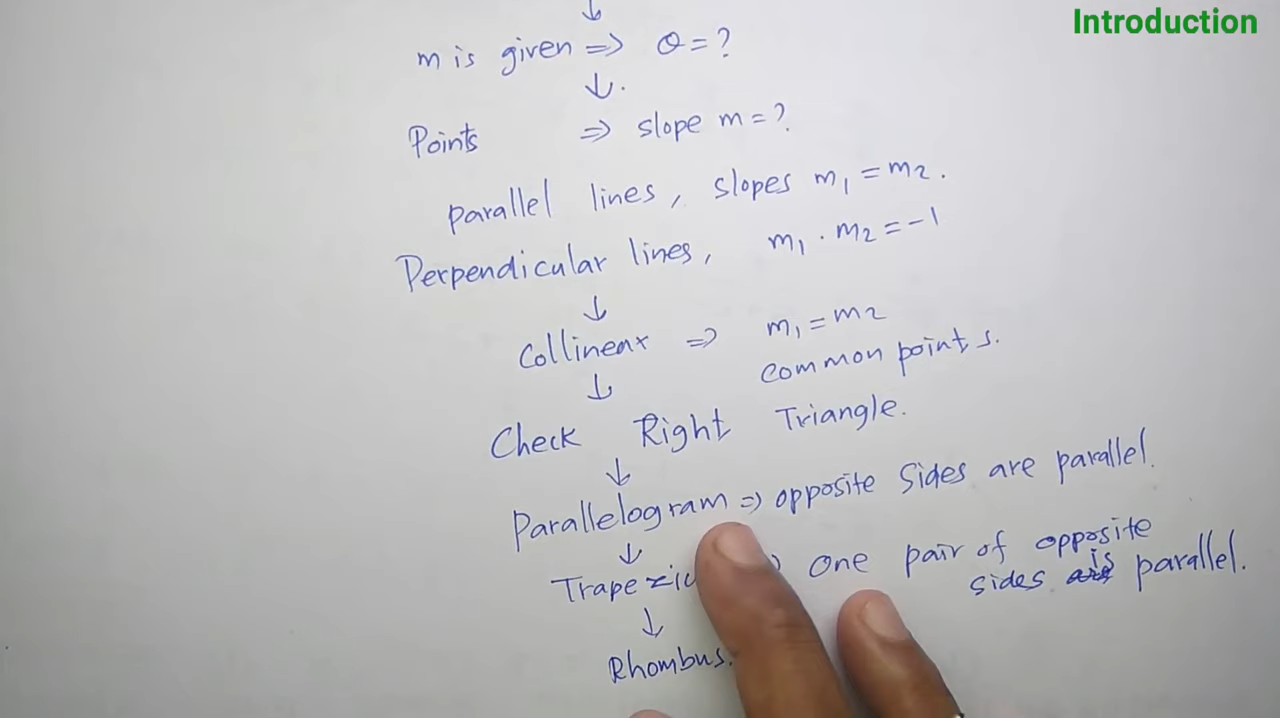 Introduction
↓
m is given => θ = ?
↓.
Points => slope m = ?
parallel lines, slopes m₁ = m₂.
Perpendicular lines, m₁ . m₂ = -1
↓
Collinear => m₁ = m₂
common points.
↓
Check Right Triangle.
↓
Parallelogram => opposite sides are parallel.
↓
one pair of opposite
sides is parallel.
↓
Rhombus.